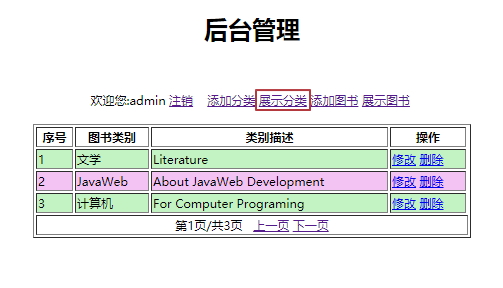 后台管理
欢迎您:admin 注销 添加分类 展示分类 添加图书 展示图书
序号 图书类别 类别描述 操作
1 文学 Literature 修改 删除
2 JavaWeb About JavaWeb Development 修改 删除
3 计算机 For Computer Programing 修改 删除
第1页/共3页 上一页 下一页